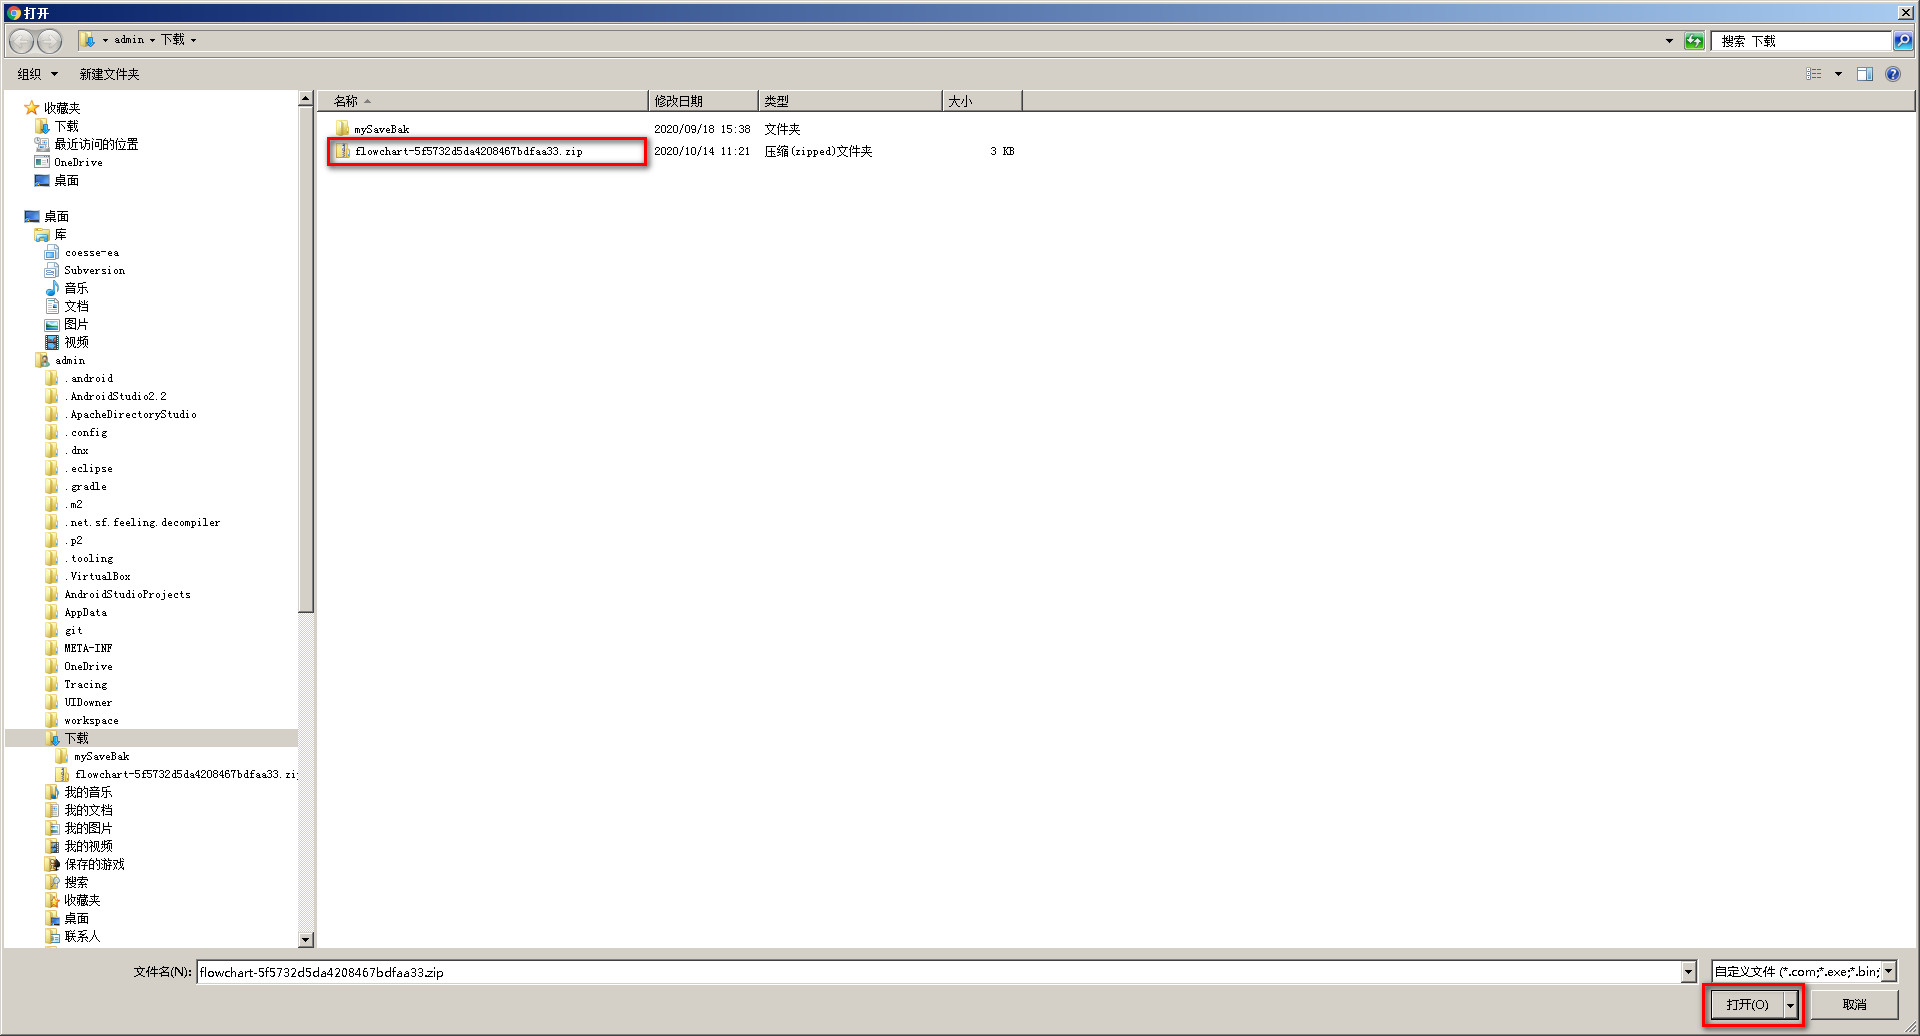 打开
admin 下载
搜索 下载
组织 新建文件夹
收藏夹
下载
最近访问的位置
OneDrive
桌面
桌面
库
coesse-ea
Subversion
音乐
文档
图片
视频
admin
.android
.AndroidStudio2.2
.ApacheDirectoryStudio
.config
.dnx
.eclipse
.gradle
.m2
.net.sf.feeling.decompiler
.p2
.tooling
.VirtualBox
AndroidStudioProjects
AppData
git
META-INF
OneDrive
Tracing
UIDowner
workspace
下载
mySaveBak
flowchart-5f5732d5da4208467bdfaa33.zip
我的音乐
我的文档
我的图片
我的视频
保存的游戏
搜索
收藏夹
桌面
联系人
名称 修改日期 类型 大小
mySaveBak 2020/09/18 15:38 文件夹
flowchart-5f5732d5da4208467bdfaa33.zip 2020/10/14 11:21 压缩(zipped)文件夹 3 KB
文件名(N): flowchart-5f5732d5da4208467bdfaa33.zip 自定义文件 (*.com;*.exe;*.bin;
打开(O) 取消